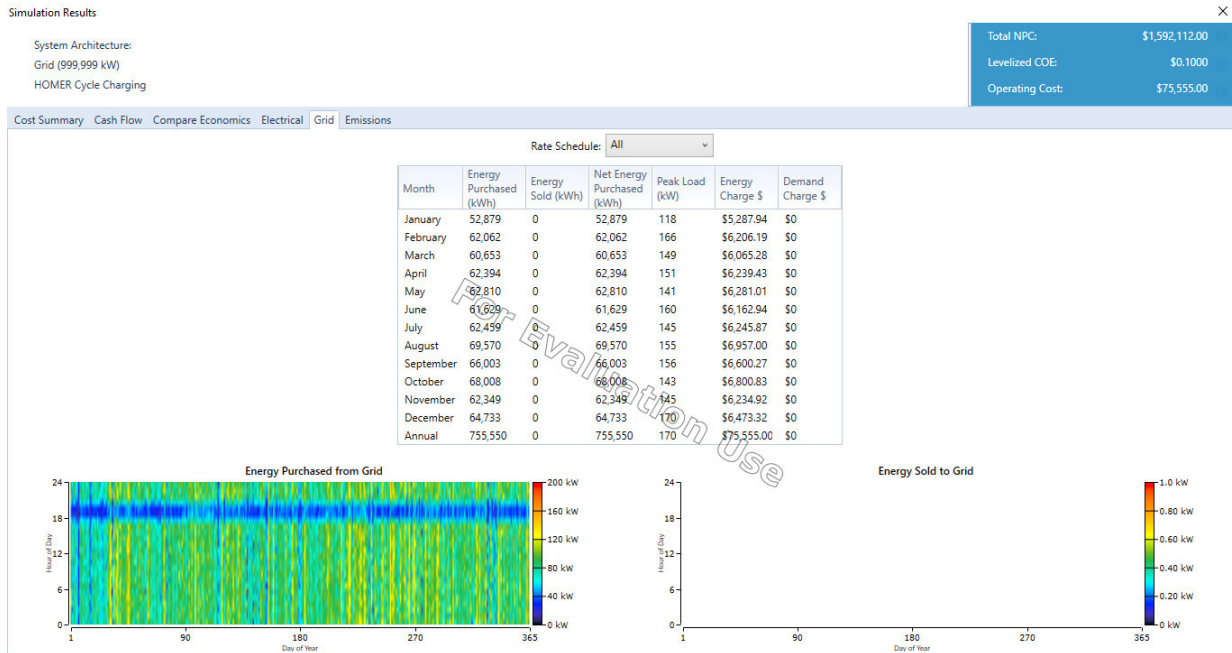 Simulation Results
System Architecture:
Grid (999,999 kW)
HOMER Cycle Charging
Total NPC: $1,592,112.00
Levelized COE: $0.1000
Operating Cost: $75,555.00
Cost Summary Cash Flow Compare Economics Electrical Grid Emissions
Rate Schedule: All
Month Energy Purchased (kWh) Energy Sold (kWh) Net Energy Purchased (kWh) Peak Load (kW) Energy Charge $ Demand Charge $
January 52,879 0 52,879 118 $5,287.94 $0
February 62,062 0 62,062 166 $6,206.19 $0
March 60,653 0 60,653 149 $6,065.28 $0
April 62,394 0 62,394 151 $6,239.43 $0
May 62,810 0 62,810 141 $6,281.01 $0
June 61,629 0 61,629 160 $6,162.94 $0
July 62,459 0 62,459 145 $6,245.87 $0
August 69,570 0 69,570 155 $6,957.00 $0
September 66,003 0 66,003 156 $6,600.27 $0
October 68,008 0 68,008 143 $6,800.83 $0
November 62,349 0 62,349 145 $6,234.92 $0
December 64,733 0 64,733 170 $6,473.32 $0
Annual 755,550 0 755,550 170 $75,555.00 $0
For Evaluation Use
Energy Purchased from Grid
24
18
12
6
0
Hour of Day
1 90 180 270 365
Day of Year
200 kW
160 kW
120 kW
80 kW
40 kW
0 kW
Energy Sold to Grid
24
18
12
6
0
Hour of Day
1 90 180 270 365
Day of Year
1.0 kW
0.80 kW
0.60 kW
0.40 kW
0.20 kW
0 kW